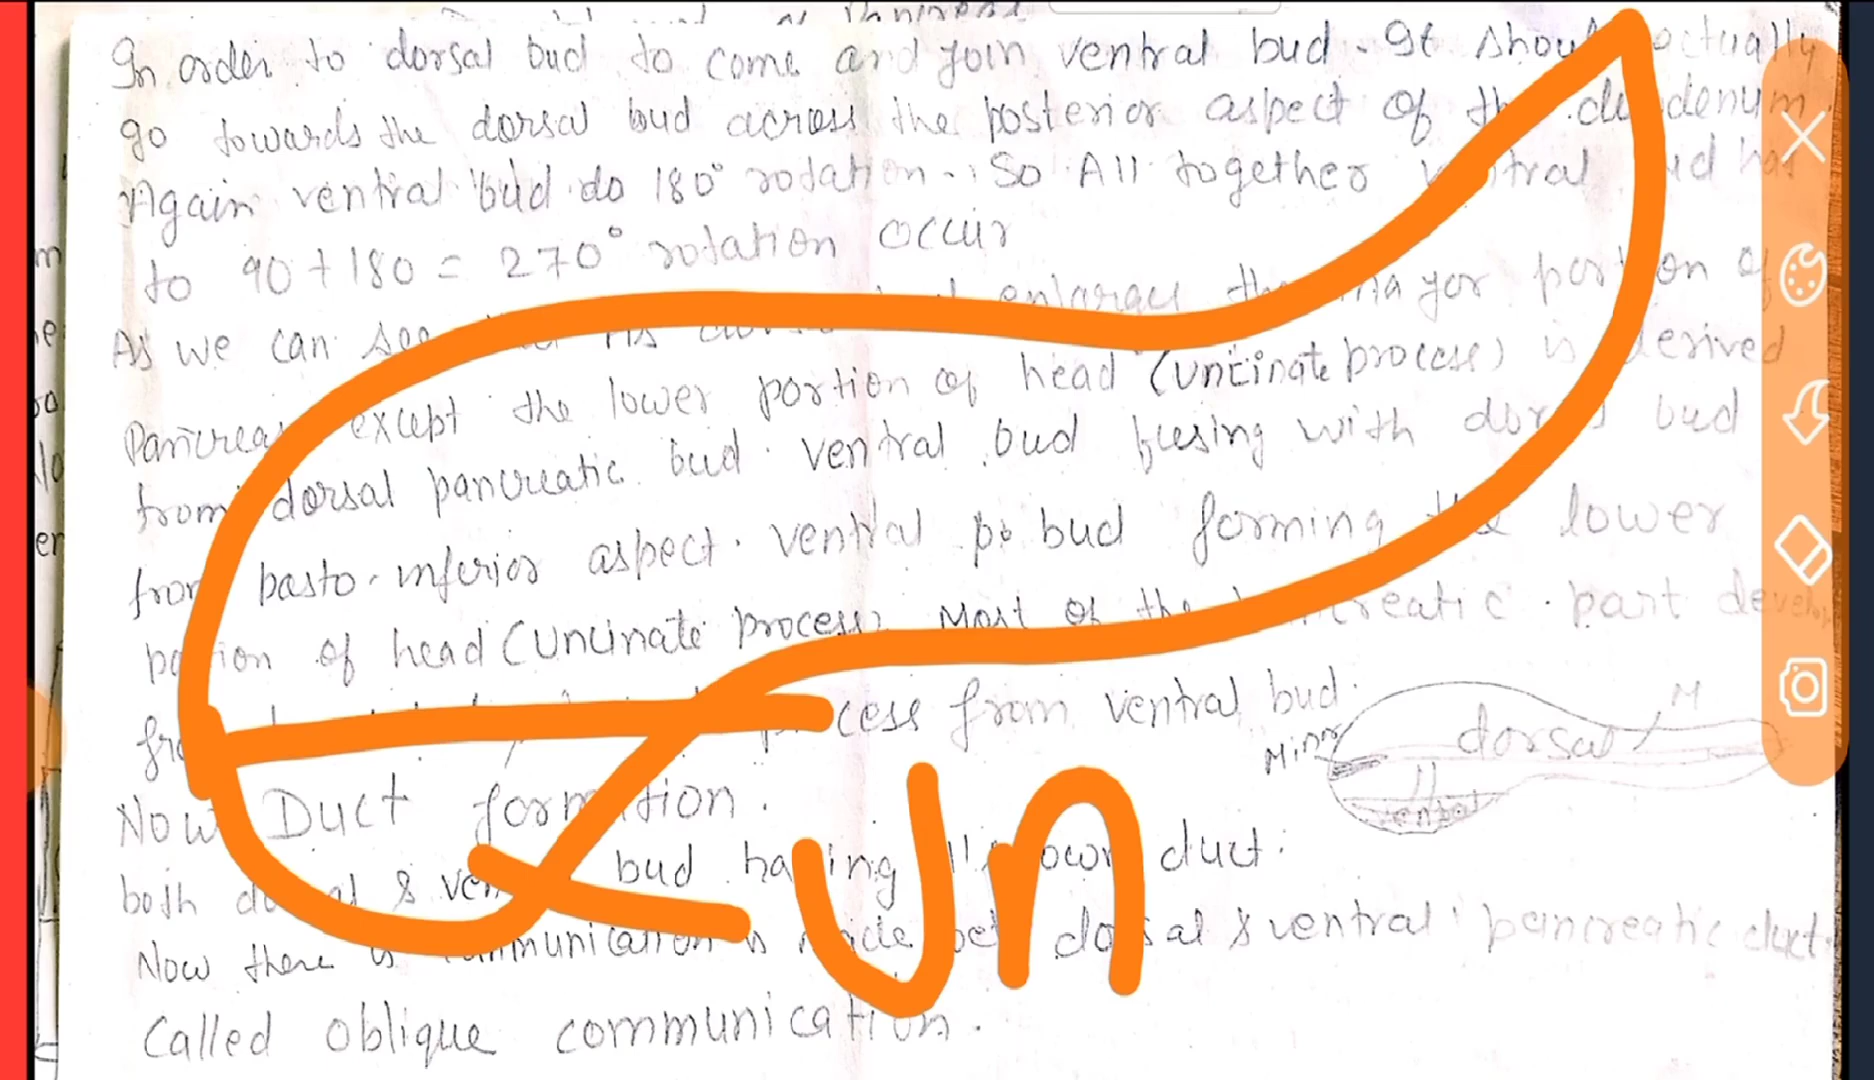 In order to dorsal bud to come and join ventral bud. It should actually
go towards the dorsal bud across the posterior aspect of the duodenum
Again ventral bud do 180° rotation. So All together ventral bud has
to 90 + 180 = 270° rotation occur
As we can see enlarges the major portion of
Pancreas except the lower portion of head (Uncinate process) is derived
from dorsal pancreatic bud. ventral bud fusing with dorsal bud
from basto-inferior aspect. ventral bud forming the lower
portion of head (Uncinate process) Most of the pancreatic part develop
process from ventral bud.
Minor dorsal M
ventral
Now Duct formation.
both dorsal & ventral bud having own duct.
Now there is communication is made bet dorsal & ventral pancreatic duct.
Called oblique communication.
Un